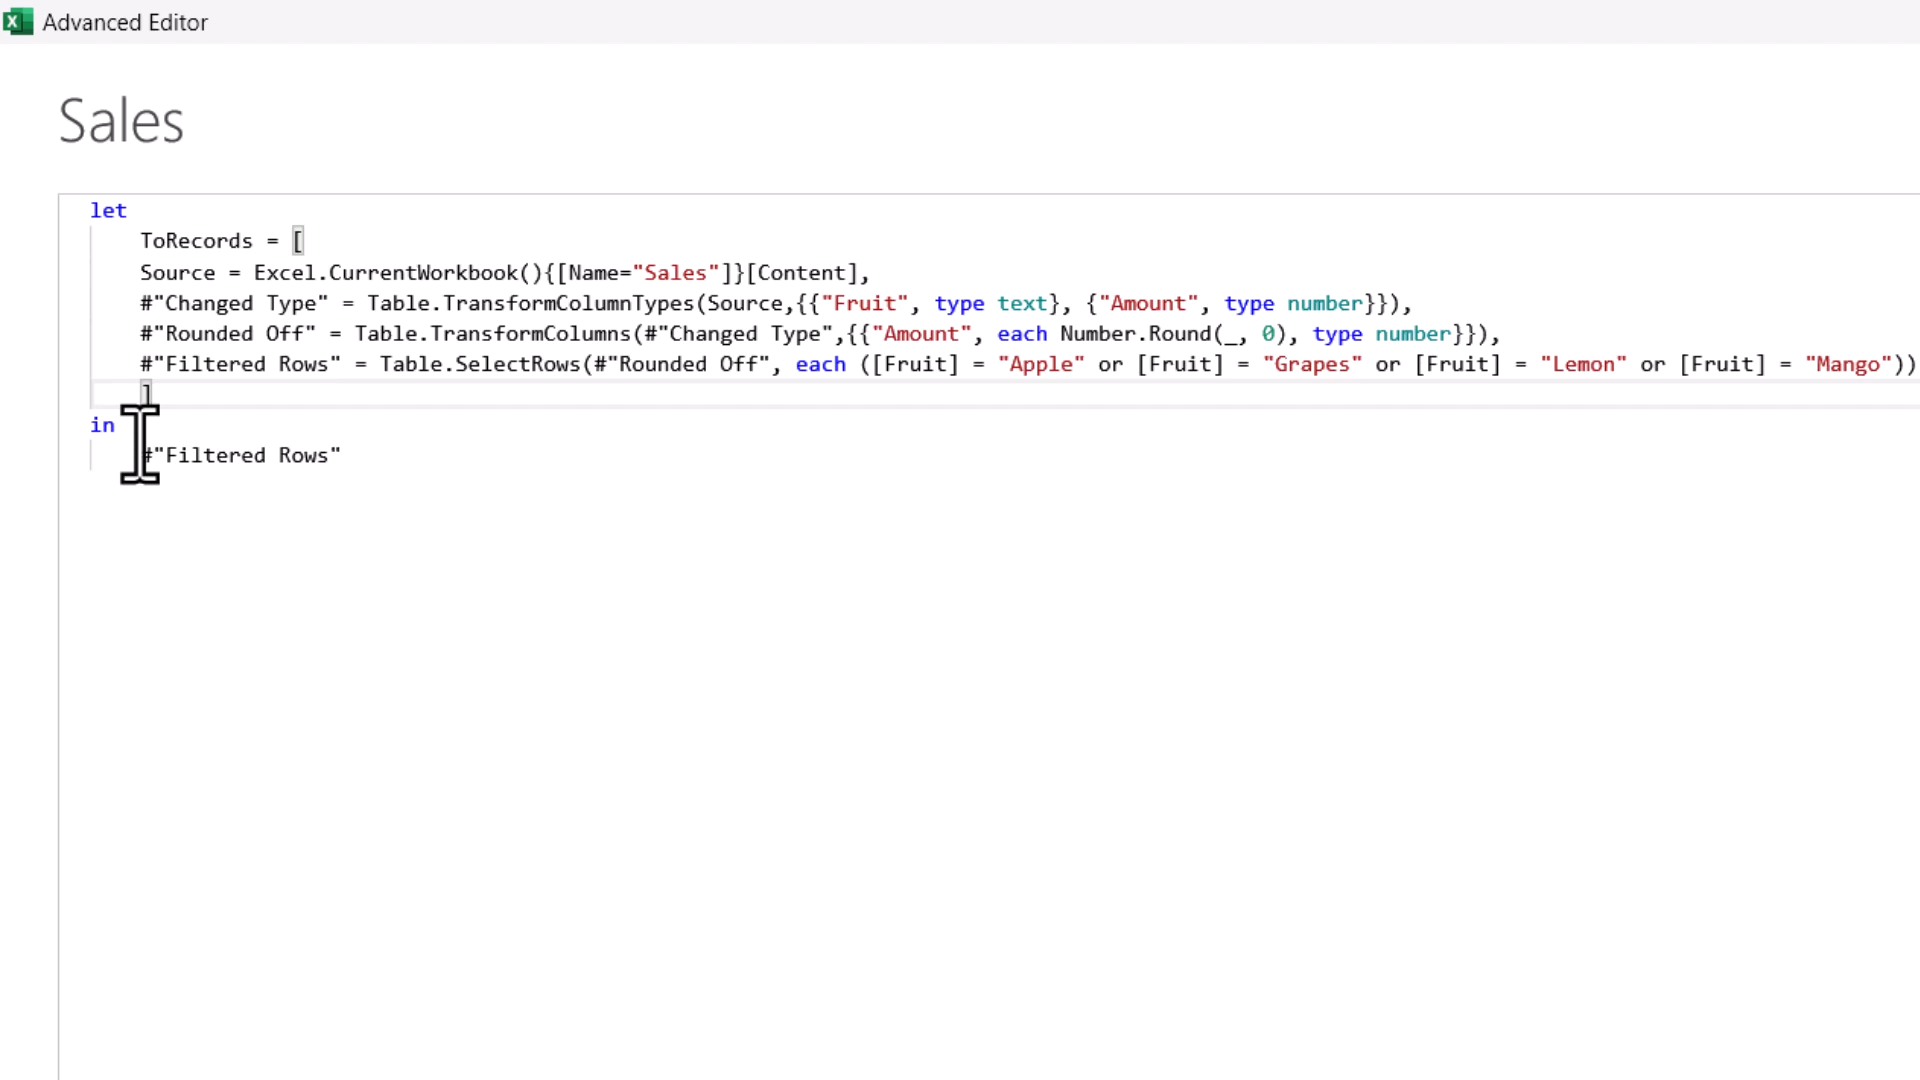 Advanced Editor
Sales
let
ToRecords = [
Source = Excel.CurrentWorkbook(){[Name="Sales"]}[Content],
#"Changed Type" = Table.TransformColumnTypes(Source,{{"Fruit", type text}, {"Amount", type number}}),
#"Rounded Off" = Table.TransformColumns(#"Changed Type",{{"Amount", each Number.Round(_, 0), type number}}),
#"Filtered Rows" = Table.SelectRows(#"Rounded Off", each ([Fruit] = "Apple" or [Fruit] = "Grapes" or [Fruit] = "Lemon" or [Fruit] = "Mango"))
]
in
#"Filtered Rows"